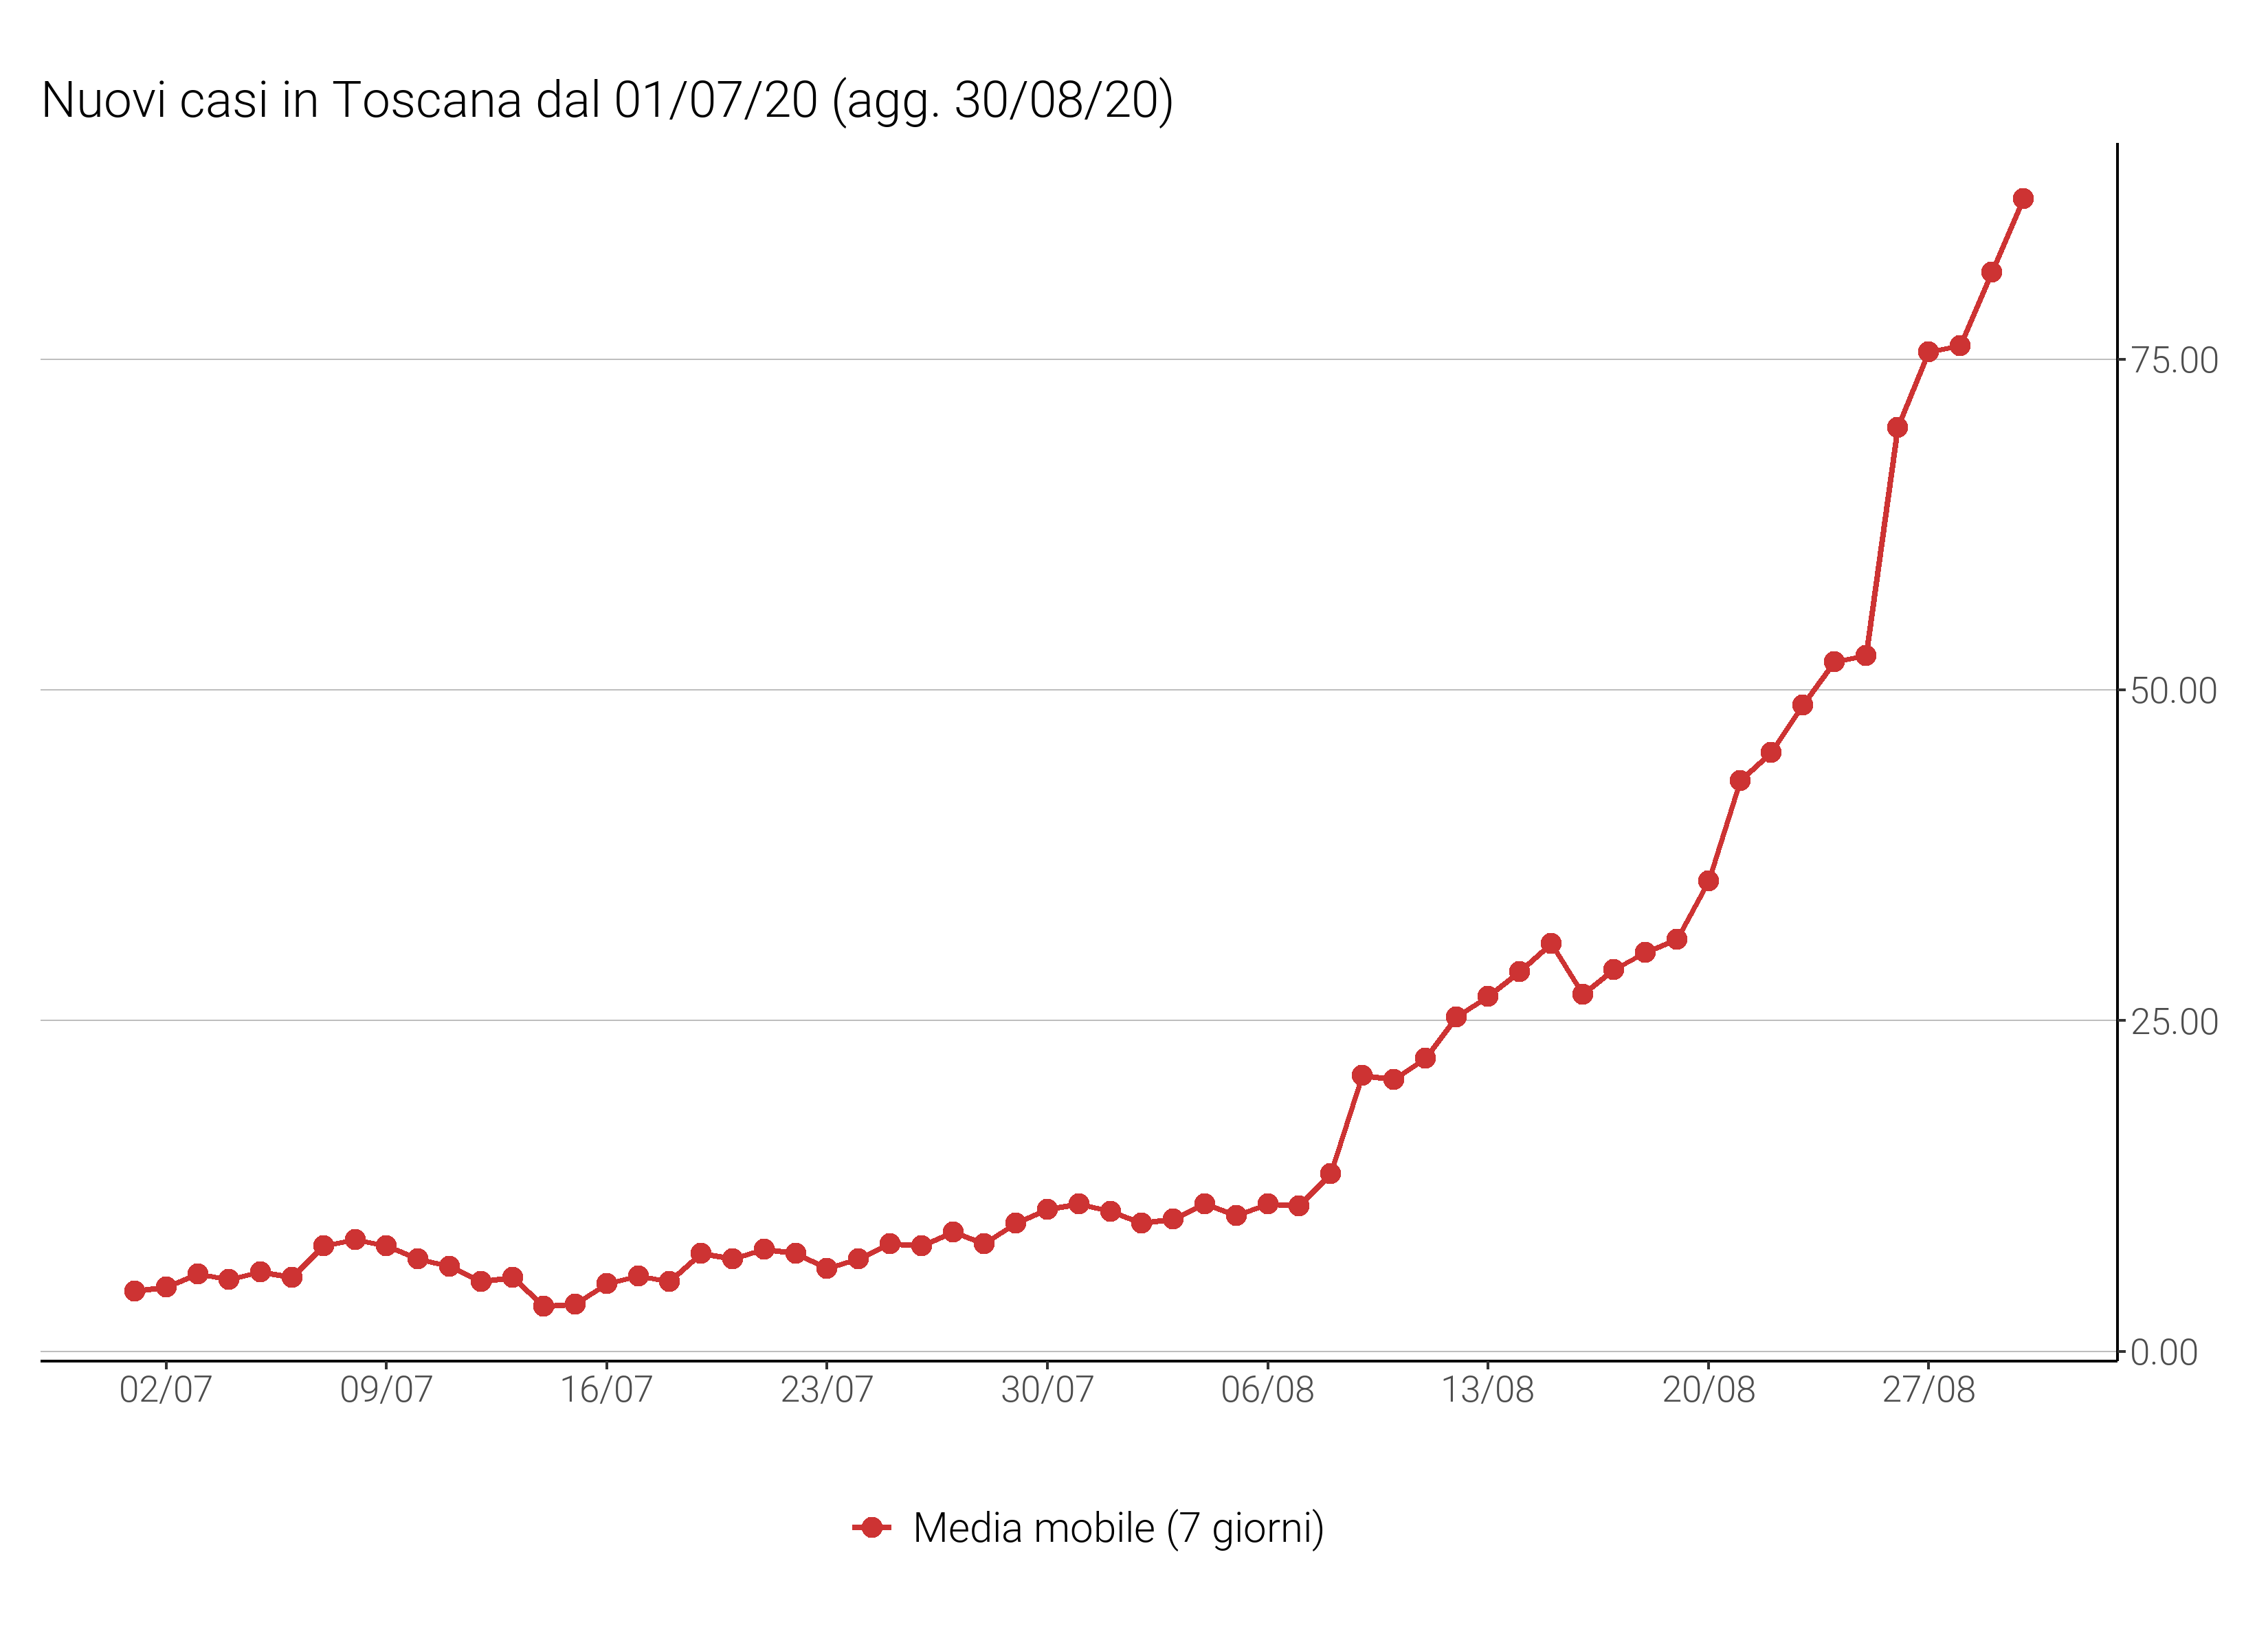 Nuovi casi in Toscana dal 01/07/20 (agg. 30/08/20)
75.00
50.00
25.00
0.00
02/07 09/07 16/07 23/07 30/07 06/08 13/08 20/08 27/08
Media mobile (7 giorni)